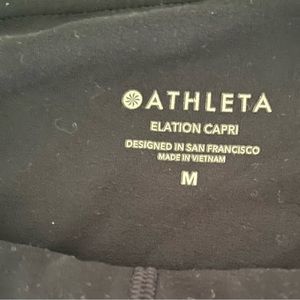 ATHLETA
ELATION CAPRI
DESIGNED IN SAN FRANCISCO
MADE IN VIETNAM
M